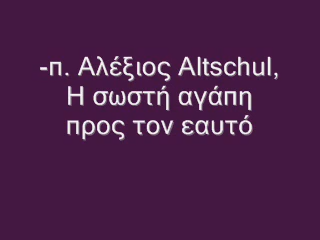 -π. Αλέξιος Altschul,
Η σωστή αγάπη
προς τον εαυτό